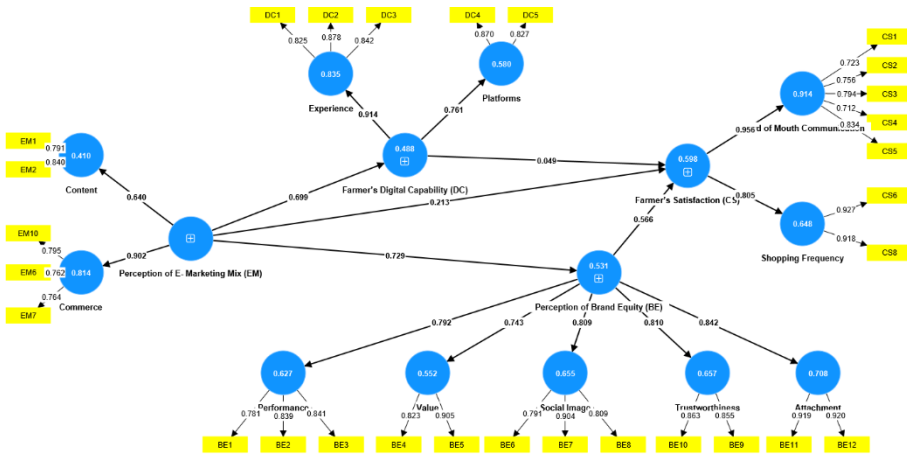 DC1 DC2 DC3 DC4 DC5
0.825 0.878 0.842 0.870 0.827
0.835
Experience
0.580
Platforms
CS1
CS2
CS3
CS4
CS5
0.723
0.756
0.794
0.712
0.834
0.914
d of Mouth Communication
0.956
EM1
EM2
0.791
0.840
0.410
Content
0.914
0.761
0.488
Farmer's Digital Capability (DC)
0.049
0.598
Farmer's Satisfaction (CS)
0.805
0.640
0.699
0.213
0.566
CS6
CS8
0.927
0.918
0.648
Shopping Frequency
Perception of E- Marketing Mix (EM)
0.902
0.729
EM10
EM6
EM7
0.795
0.762
0.764
0.814
Commerce
0.531
Perception of Brand Equity (BE)
0.792 0.743 0.809 0.810 0.842
0.627 0.552 0.655 0.657 0.708
Performance Value Social Image Trustworthiness Attachment
0.781 0.839 0.841 0.823 0.905 0.791 0.904 0.809 0.863 0.855 0.919 0.920
BE1 BE2 BE3 BE4 BE5 BE6 BE7 BE8 BE10 BE9 BE11 BE12